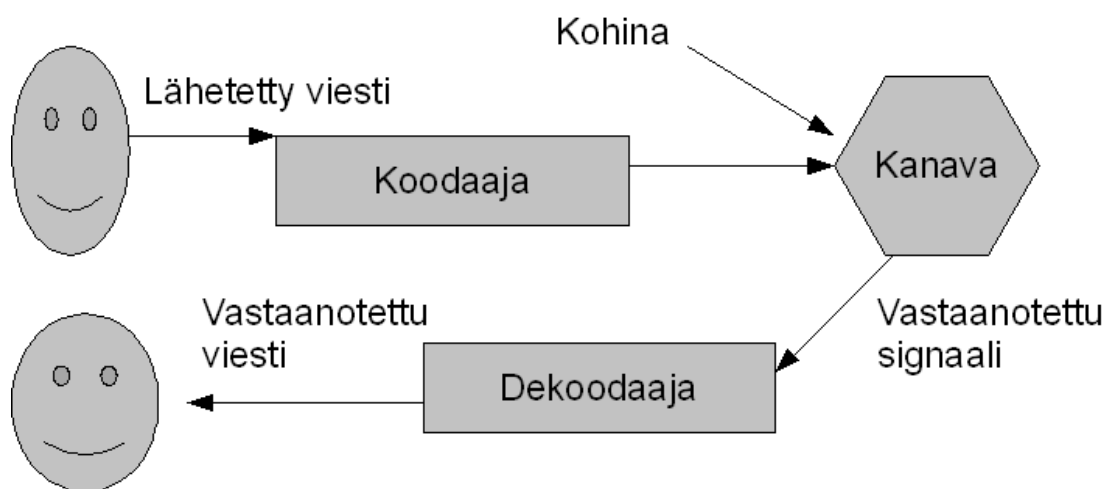 Kohina
Lähetetty viesti
Koodaaja
Kanava
Vastaanotettu
viesti
Vastaanotettu
signaali
Dekoodaaja